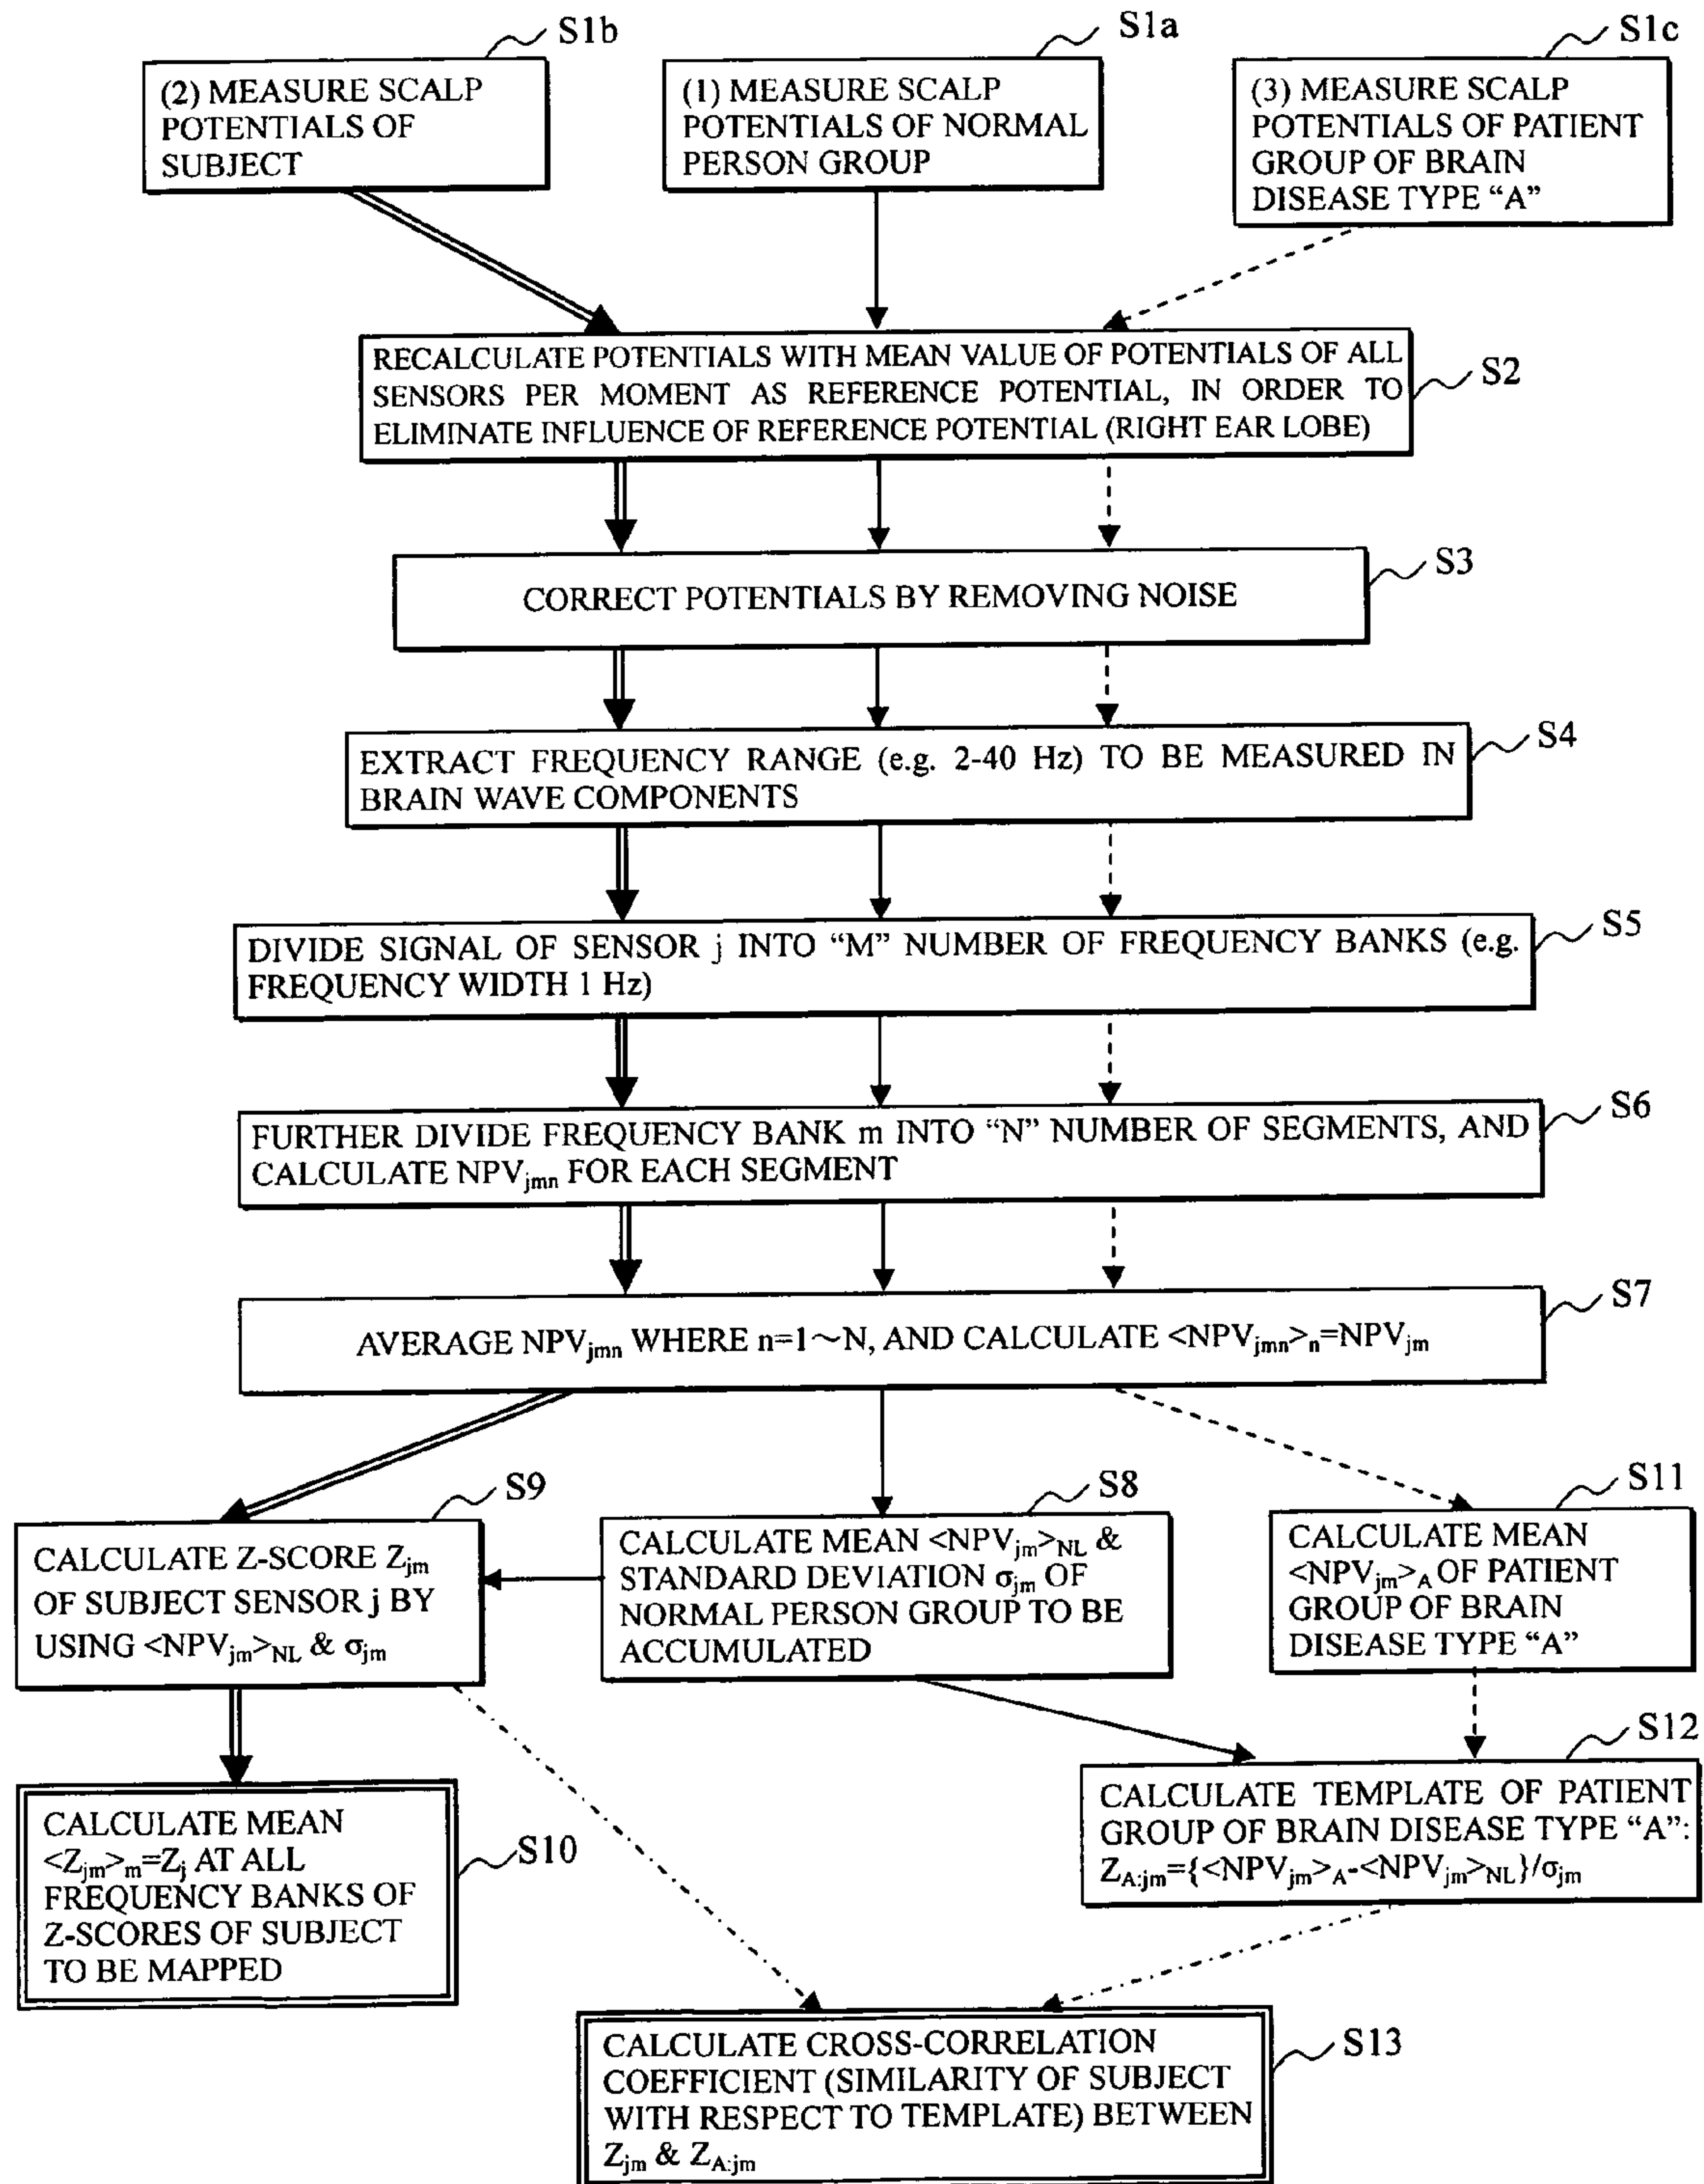 S1b
(2) MEASURE SCALP
POTENTIALS OF
SUBJECT
S1a
(1) MEASURE SCALP
POTENTIALS OF NORMAL
PERSON GROUP
S1c
(3) MEASURE SCALP
POTENTIALS OF PATIENT
GROUP OF BRAIN
DISEASE TYPE “A”
RECALCULATE POTENTIALS WITH MEAN VALUE OF POTENTIALS OF ALL
SENSORS PER MOMENT AS REFERENCE POTENTIAL, IN ORDER TO
ELIMINATE INFLUENCE OF REFERENCE POTENTIAL (RIGHT EAR LOBE)
S2
CORRECT POTENTIALS BY REMOVING NOISE
S3
EXTRACT FREQUENCY RANGE (e.g. 2-40 Hz) TO BE MEASURED IN
BRAIN WAVE COMPONENTS
S4
DIVIDE SIGNAL OF SENSOR j INTO “M” NUMBER OF FREQUENCY BANKS (e.g.
FREQUENCY WIDTH 1 Hz)
S5
FURTHER DIVIDE FREQUENCY BANK m INTO “N” NUMBER OF SEGMENTS, AND
CALCULATE NPVjmn FOR EACH SEGMENT
S6
AVERAGE NPVjmn WHERE n=1~N, AND CALCULATE <NPVjmn>n=NPVjm
S7
S9
CALCULATE Z-SCORE Zjm
OF SUBJECT SENSOR j BY
USING <NPVjm>NL & σjm
S8
CALCULATE MEAN <NPVjm>NL &
STANDARD DEVIATION σjm OF
NORMAL PERSON GROUP TO BE
ACCUMULATED
S11
CALCULATE MEAN
<NPVjm>A OF PATIENT
GROUP OF BRAIN
DISEASE TYPE “A”
CALCULATE MEAN
<Zjm>m=Zj AT ALL
FREQUENCY BANKS OF
Z-SCORES OF SUBJECT
TO BE MAPPED
S10
S12
CALCULATE TEMPLATE OF PATIENT
GROUP OF BRAIN DISEASE TYPE “A”:
ZA:jm={<NPVjm>A-<NPVjm>NL}/σjm
CALCULATE CROSS-CORRELATION
COEFFICIENT (SIMILARITY OF SUBJECT
WITH RESPECT TO TEMPLATE) BETWEEN
Zjm & ZA:jm
S13